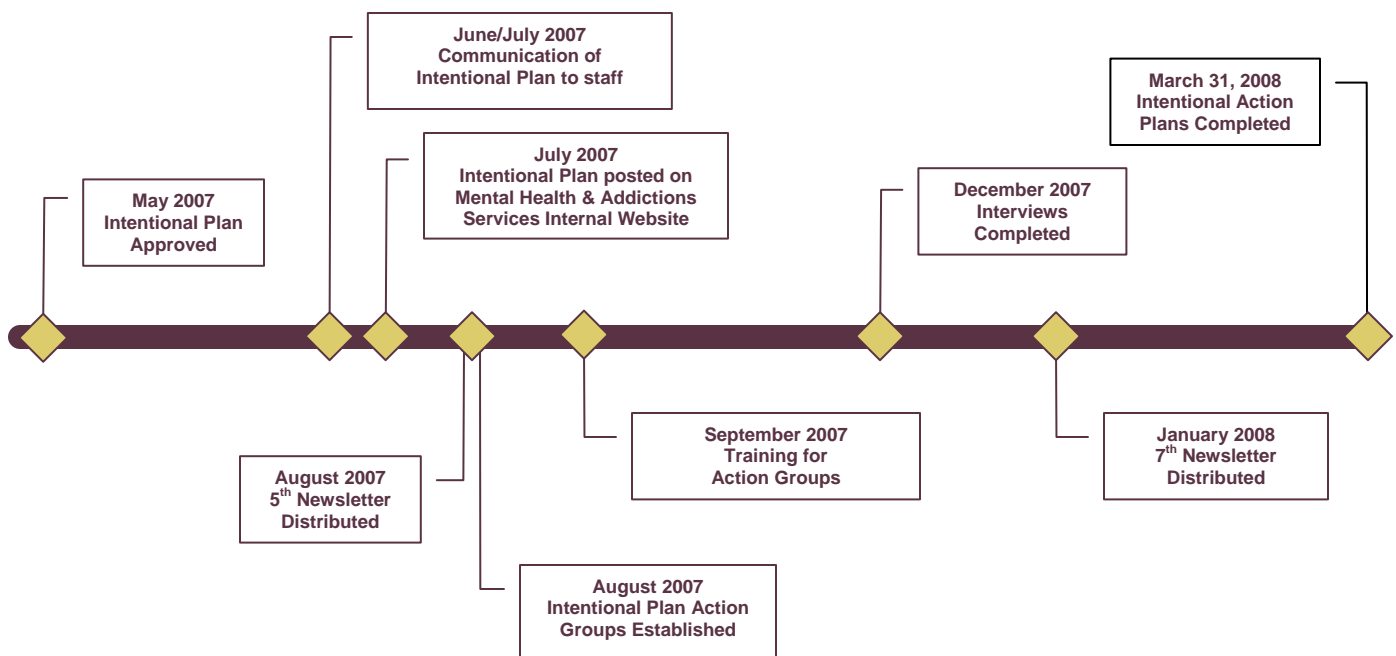 June/July 2007
Communication of
Intentional Plan to staff
March 31, 2008
Intentional Action
Plans Completed
July 2007
Intentional Plan posted on
Mental Health & Addictions
Services Internal Website
May 2007
Intentional Plan
Approved
December 2007
Interviews
Completed
August 2007
5th Newsletter
Distributed
September 2007
Training for
Action Groups
January 2008
7th Newsletter
Distributed
August 2007
Intentional Plan Action
Groups Established